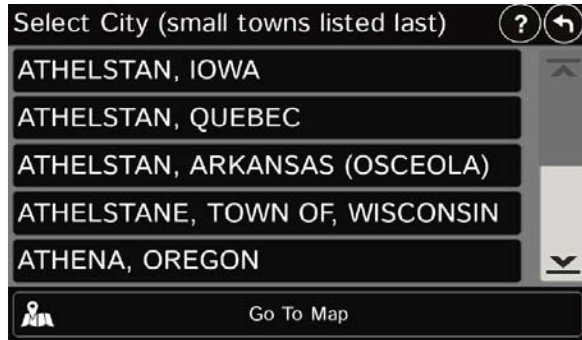 Select City (small towns listed last) ?
ATHELSTAN, IOWA
ATHELSTAN, QUEBEC
ATHELSTAN, ARKANSAS (OSCEOLA)
ATHELSTANE, TOWN OF, WISCONSIN
ATHENA, OREGON
Go To Map